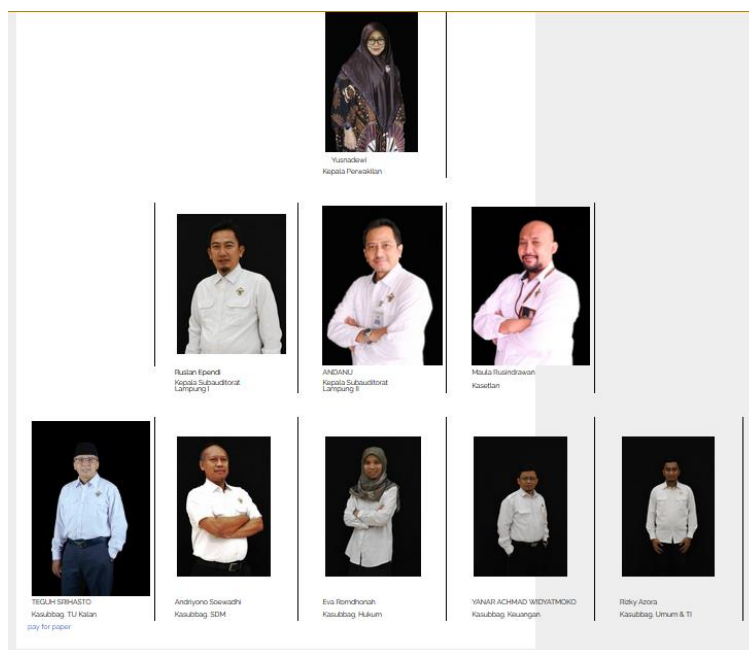 Yusnadewi
Kepala Perwakilan
Ruslan Ependi
Kepala Subauditorat
Lampung I
ANDANU
Kepala Subauditorat
Lampung II
Maula Rusindrawan
Kasetlan
TEGUH SRIHASTO
Kasubbag. TU Kalan
pay for paper
Andriyono Soewadhi
Kasubbag. SDM
Eva Romdhonah
Kasubbag. Hukum
YANAR ACHMAD WIDYATMOKO
Kasubbag. Keuangan
Rizky Azora
Kasubbag. Umum & TI